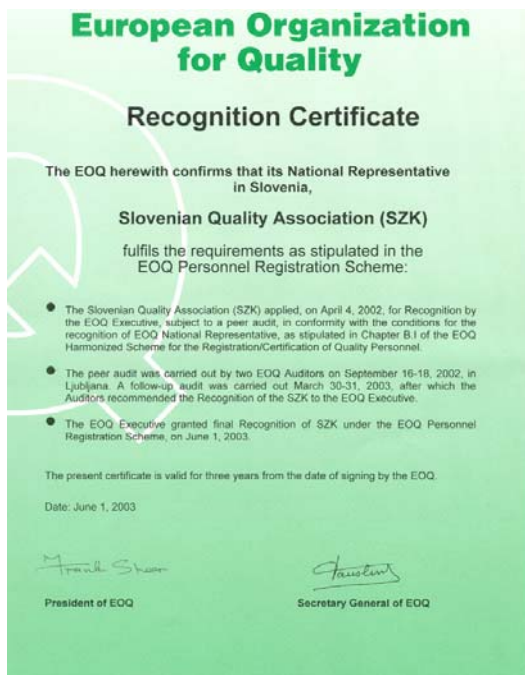 European Organization
for Quality
Recognition Certificate
The EOQ herewith confirms that its National Representative
in Slovenia,
Slovenian Quality Association (SZK)
fulfils the requirements as stipulated in the
EOQ Personnel Registration Scheme:
The Slovenian Quality Association (SZK) applied, on April 4, 2002, for Recognition by
the EOQ Executive, subject to a peer audit, in conformity with the conditions for the
recognition of EOQ National Representative, as stipulated in Chapter B.I of the EOQ
Harmonized Scheme for the Registration/Certification of Quality Personnel.
The peer audit was carried out by two EOQ Auditors on September 16-18, 2002, in
Ljubljana. A follow-up audit was carried out March 30-31, 2003, after which the
Auditors recommended the Recognition of the SZK to the EOQ Executive.
The EOQ Executive granted final Recognition of SZK under the EOQ Personnel
Registration Scheme, on June 1, 2003.
The present certificate is valid for three years from the date of signing by the EOQ.
Date: June 1, 2003
Frank
President of EOQ
Secretary General of EOQ